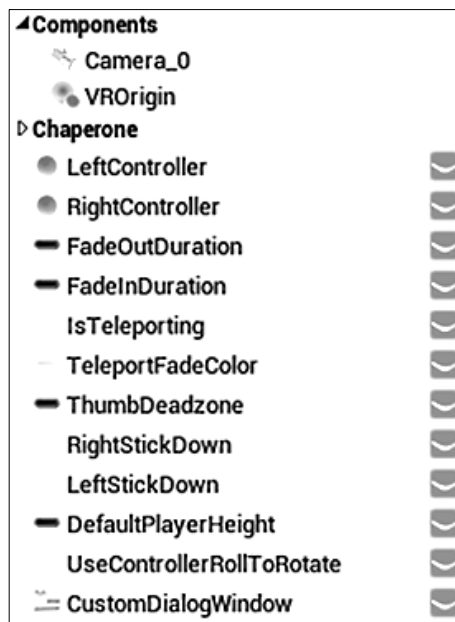 Components
Camera_0
VROrigin
Chaperone
LeftController
RightController
FadeOutDuration
FadeInDuration
IsTeleporting
TeleportFadeColor
ThumbDeadzone
RightStickDown
LeftStickDown
DefaultPlayerHeight
UseControllerRollToRotate
CustomDialogWindow